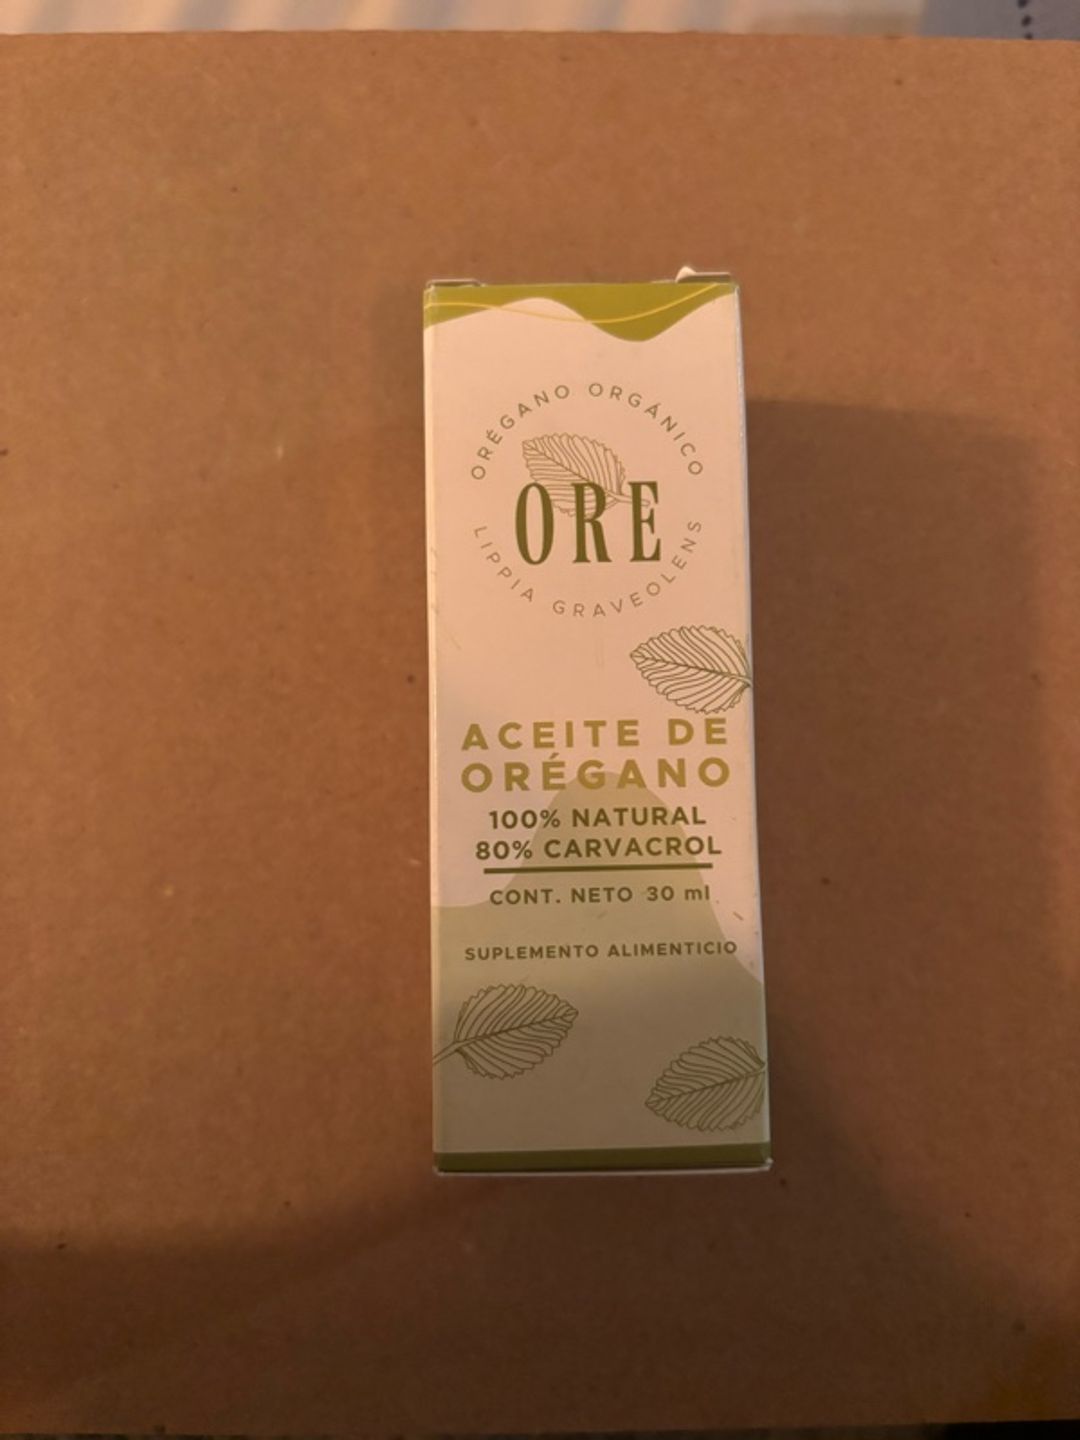 ORÉGANO ORGÁNICO
ORE
LIPPIA GRAVEOLENS
ACEITE DE
ORÉGANO
100% NATURAL
80% CARVACROL
CONT. NETO 30 ml
SUPLEMENTO ALIMENTICIO